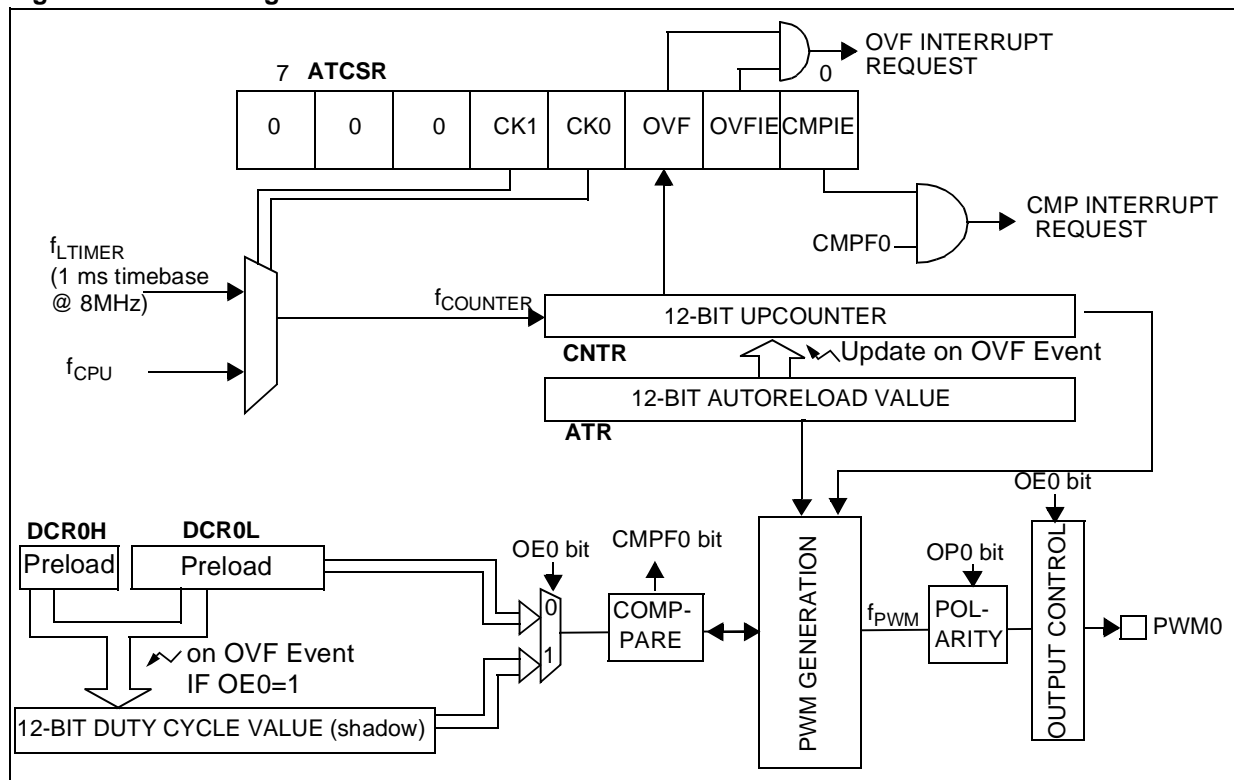 7 ATCSR 0
0 0 0 CK1 CK0 OVF OVFIE CMPIE
OVF INTERRUPT
REQUEST
CMP INTERRUPT
REQUEST
CMPF0
fLTIMER
(1 ms timebase
@ 8MHz)
fCPU
fCOUNTER
12-BIT UPCOUNTER
CNTR
Update on OVF Event
12-BIT AUTORELOAD VALUE
ATR
OE0 bit
DCR0H
DCR0L
Preload
Preload
OE0 bit
CMPF0 bit
0
1
COMP-
PARE
PWM GENERATION
fPWM
OP0 bit
POL-
ARITY
OUTPUT CONTROL
PWM0
on OVF Event
IF OE0=1
12-BIT DUTY CYCLE VALUE (shadow)